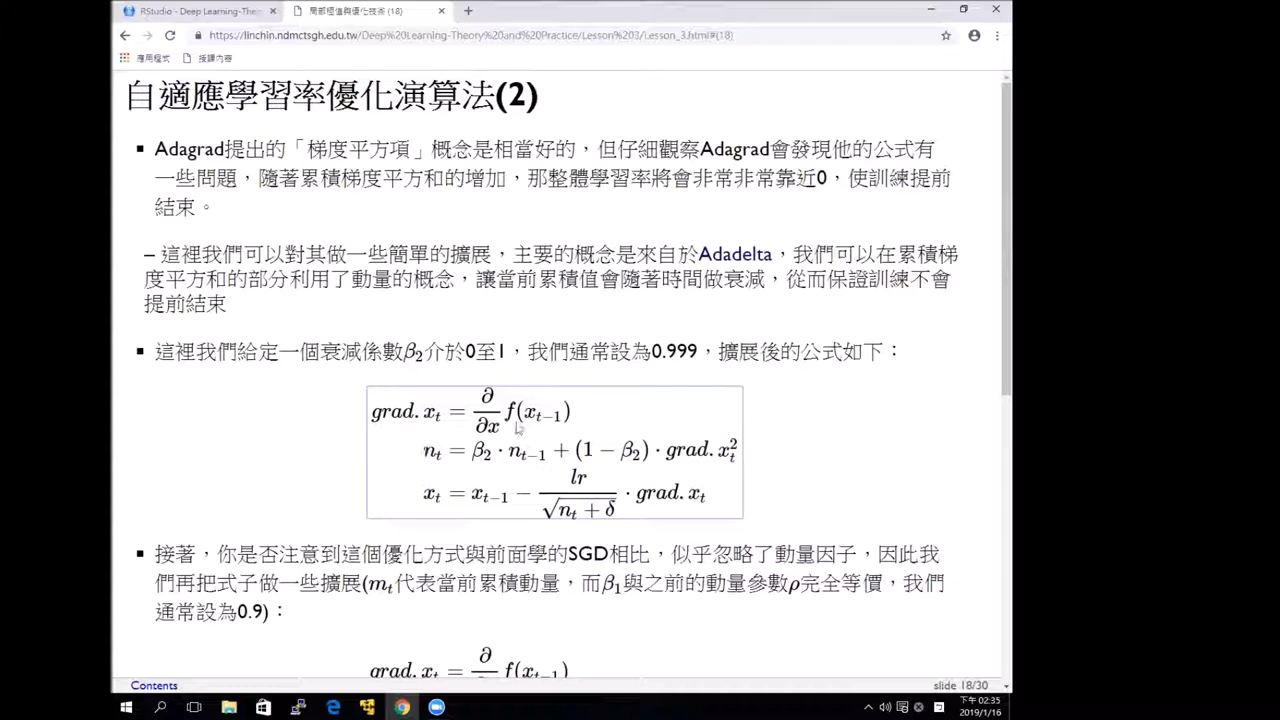 RStudio - Deep Learning-Theo
局部極值與優化技術 (18)
https://linchin.ndmctsgh.edu.tw/Deep%20Learning-Theory%20and%20Practice/Lesson%203/Lesson_3.html#(18)
應用程式 授課內容
自適應學習率優化演算法(2)
Adagrad提出的「梯度平方項」概念是相當好的，但仔細觀察Adagrad會發現他的公式有
一些問題，隨著累積梯度平方和的增加，那整體學習率將會非常非常靠近0，使訓練提前
結束。
– 這裡我們可以對其做一些簡單的擴展，主要的概念是來自於Adadelta，我們可以在累積梯
度平方和的部分利用了動量的概念，讓當前累積值會隨著時間做衰減，從而保證訓練不會
提前結束
這裡我們給定一個衰減係數β₂介於0至1，我們通常設為0.999，擴展後的公式如下：
grad. xₜ = ∂/∂x f(xₜ₋₁)
nₜ = β₂ · nₜ₋₁ + (1 − β₂) · grad. xₜ²
xₜ = xₜ₋₁ − lr/√(nₜ + δ) · grad. xₜ
接著，你是否注意到這個優化方式與前面學的SGD相比，似乎忽略了動量因子，因此我
們再把式子做一些擴展(mₜ代表當前累積動量，而β₁與之前的動量參數ρ完全等價，我們
通常設為0.9)：
grad. xₜ = ∂ f(xₜ₋₁)
Contents
slide 18/30
下午 02:35
2019/1/16